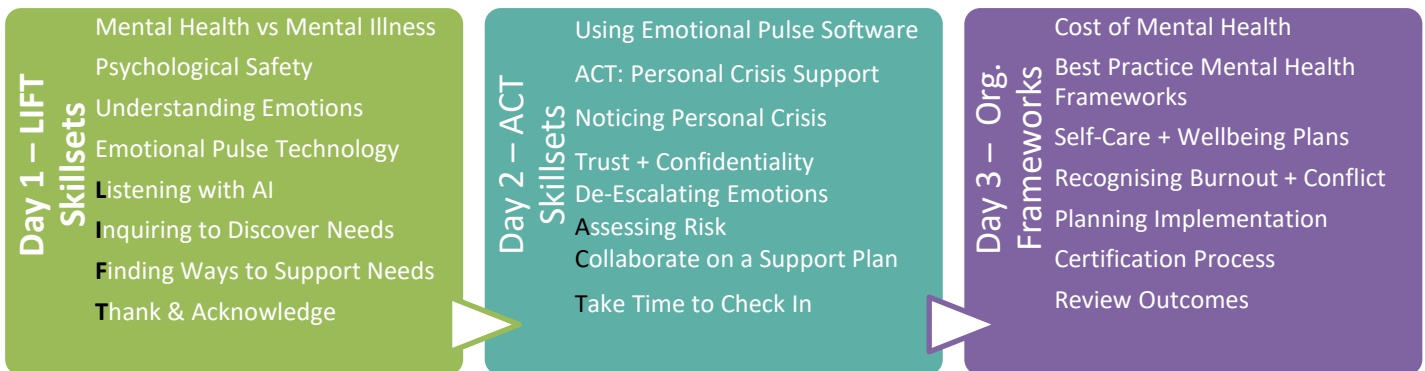 Day 1 – LIFT
Skillsets
Mental Health vs Mental Illness
Psychological Safety
Understanding Emotions
Emotional Pulse Technology
Listening with AI
Inquiring to Discover Needs
Finding Ways to Support Needs
Thank & Acknowledge
Day 2 – ACT
Skillsets
Using Emotional Pulse Software
ACT: Personal Crisis Support
Noticing Personal Crisis
Trust + Confidentiality
De-Escalating Emotions
Assessing Risk
Collaborate on a Support Plan
Take Time to Check In
Day 3 – Org.
Frameworks
Cost of Mental Health
Best Practice Mental Health
Frameworks
Self-Care + Wellbeing Plans
Recognising Burnout + Conflict
Planning Implementation
Certification Process
Review Outcomes